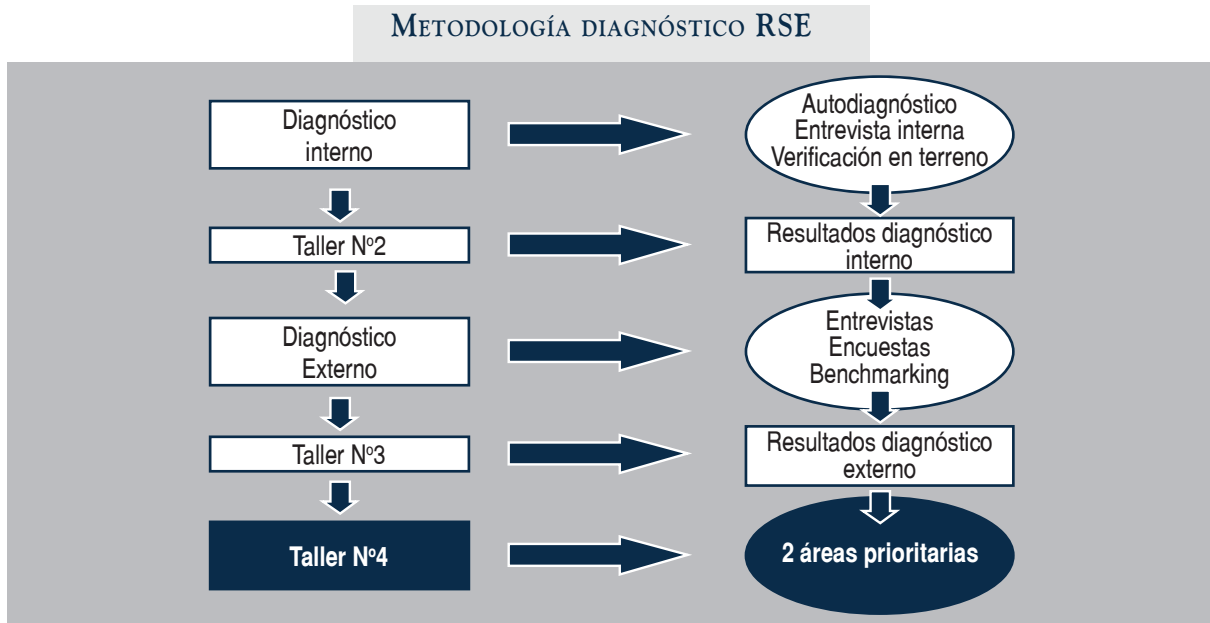 METODOLOGÍA DIAGNÓSTICO RSE
Diagnóstico
interno
Autodiagnóstico
Entrevista interna
Verificación en terreno
Taller Nº2
Resultados diagnóstico
interno
Diagnóstico
Externo
Entrevistas
Encuestas
Benchmarking
Taller Nº3
Resultados diagnóstico
externo
Taller Nº4
2 áreas prioritarias